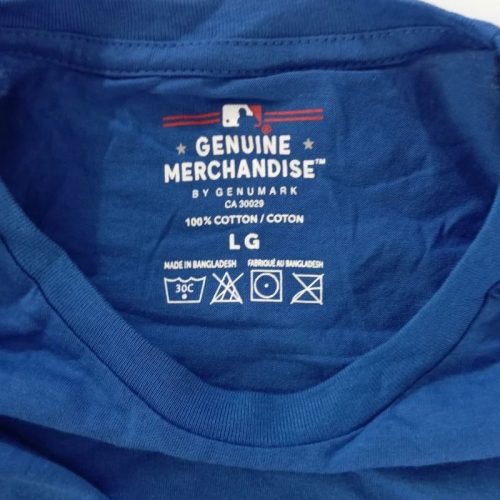 GENUINE
MERCHANDISE™
BY GENUMARK
CA 30029
100% COTTON / COTON
LG
MADE IN BANGLADESH FABRIQUÉ AU BANGLADESH
30C